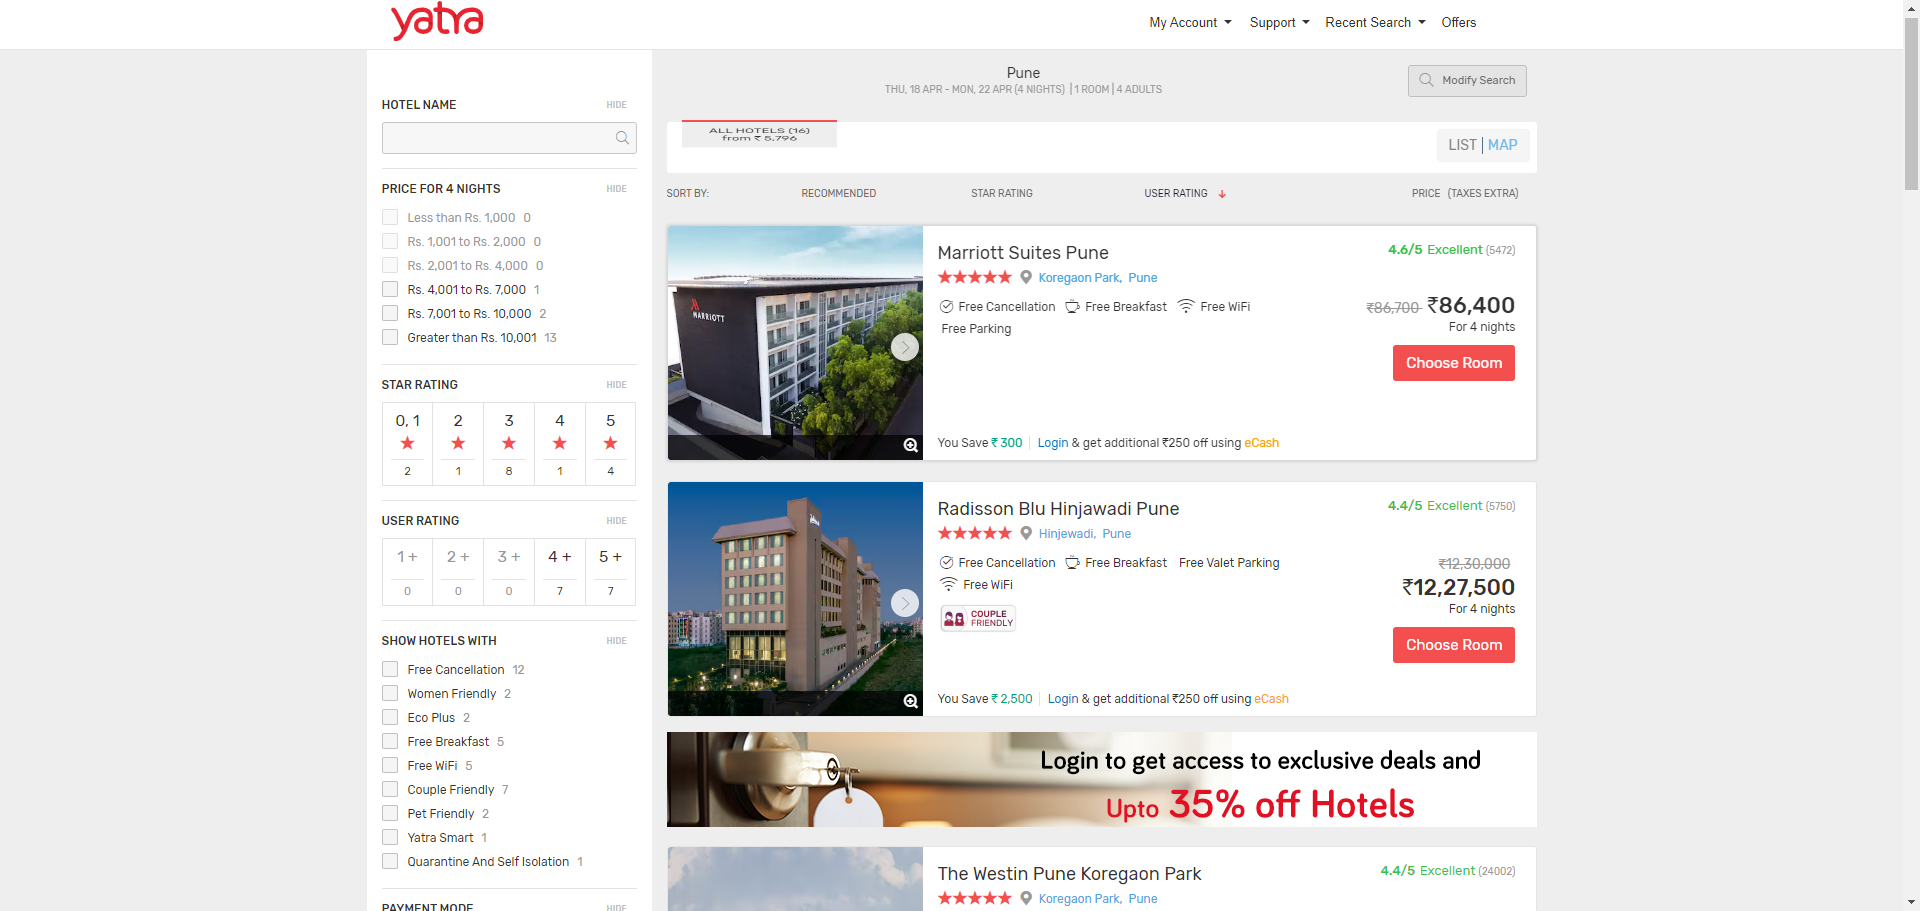 yatra
My Account
Support
Recent Search
Offers
HOTEL NAME
HIDE
PRICE FOR 4 NIGHTS
HIDE
Less than Rs. 1,000 0
Rs. 1,001 to Rs. 2,000 0
Rs. 2,001 to Rs. 4,000 0
Rs. 4,001 to Rs. 7,000 1
Rs. 7,001 to Rs. 10,000 2
Greater than Rs. 10,001 13
STAR RATING
HIDE
0, 1 2 3 4 5
2 1 8 1 4
USER RATING
HIDE
1 + 2 + 3 + 4 + 5 +
0 0 0 7 7
SHOW HOTELS WITH
HIDE
Free Cancellation 12
Women Friendly 2
Eco Plus 2
Free Breakfast 5
Free WiFi 5
Couple Friendly 7
Pet Friendly 2
Yatra Smart 1
Quarantine And Self Isolation 1
PAYMENT MODE
HIDE
Pune
THU, 18 APR - MON, 22 APR (4 NIGHTS) | 1 ROOM | 4 ADULTS
Modify Search
ALL HOTELS (16)
from ₹ 5,796
LIST | MAP
SORT BY:
RECOMMENDED
STAR RATING
USER RATING
PRICE (TAXES EXTRA)
MARRIOTT
Marriott Suites Pune
4.6/5 Excellent (5472)
Koregaon Park, Pune
Free Cancellation Free Breakfast Free WiFi
Free Parking
₹86,700 ₹86,400
For 4 nights
Choose Room
You Save ₹ 300 | Login & get additional ₹250 off using eCash
Radisson Blu Hinjawadi Pune
4.4/5 Excellent (5750)
Hinjewadi, Pune
Free Cancellation Free Breakfast Free Valet Parking
Free WiFi
COUPLE
FRIENDLY
₹12,30,000
₹12,27,500
For 4 nights
Choose Room
You Save ₹ 2,500 | Login & get additional ₹250 off using eCash
Login to get access to exclusive deals and
Upto 35% off Hotels
The Westin Pune Koregaon Park
4.4/5 Excellent (24002)
Koregaon Park, Pune